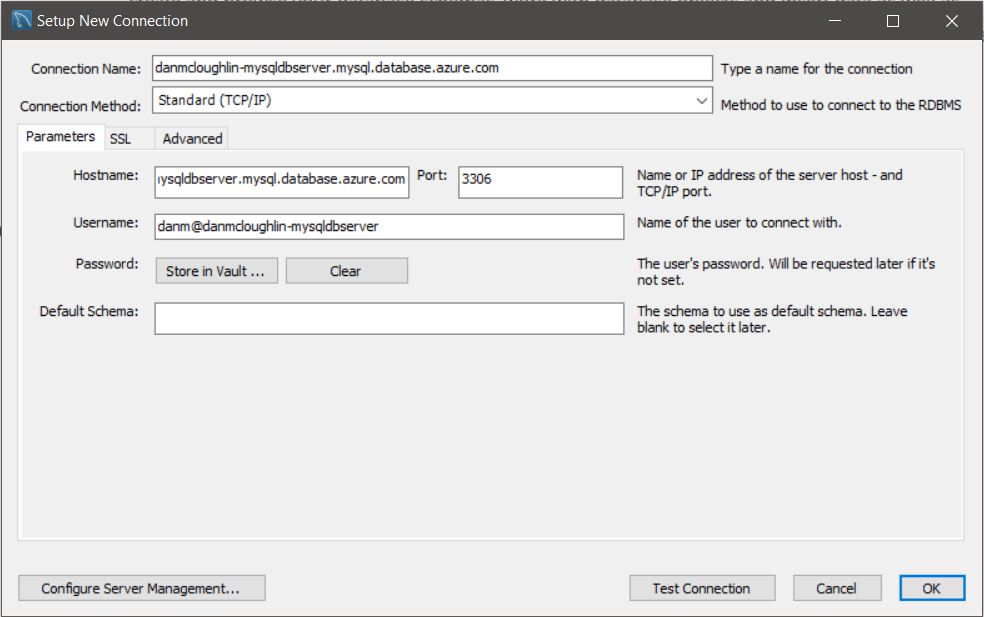 Setup New Connection
Connection Name: danmcloughlin-mysqldbserver.mysql.database.azure.com Type a name for the connection
Connection Method: Standard (TCP/IP) Method to use to connect to the RDBMS
Parameters SSL Advanced
Hostname: mysqldbserver.mysql.database.azure.com Port: 3306 Name or IP address of the server host - and
TCP/IP port.
Username: danm@danmcloughlin-mysqldbserver Name of the user to connect with.
Password: Store in Vault ... Clear The user's password. Will be requested later if it's
not set.
Default Schema: The schema to use as default schema. Leave
blank to select it later.
Configure Server Management... Test Connection Cancel OK